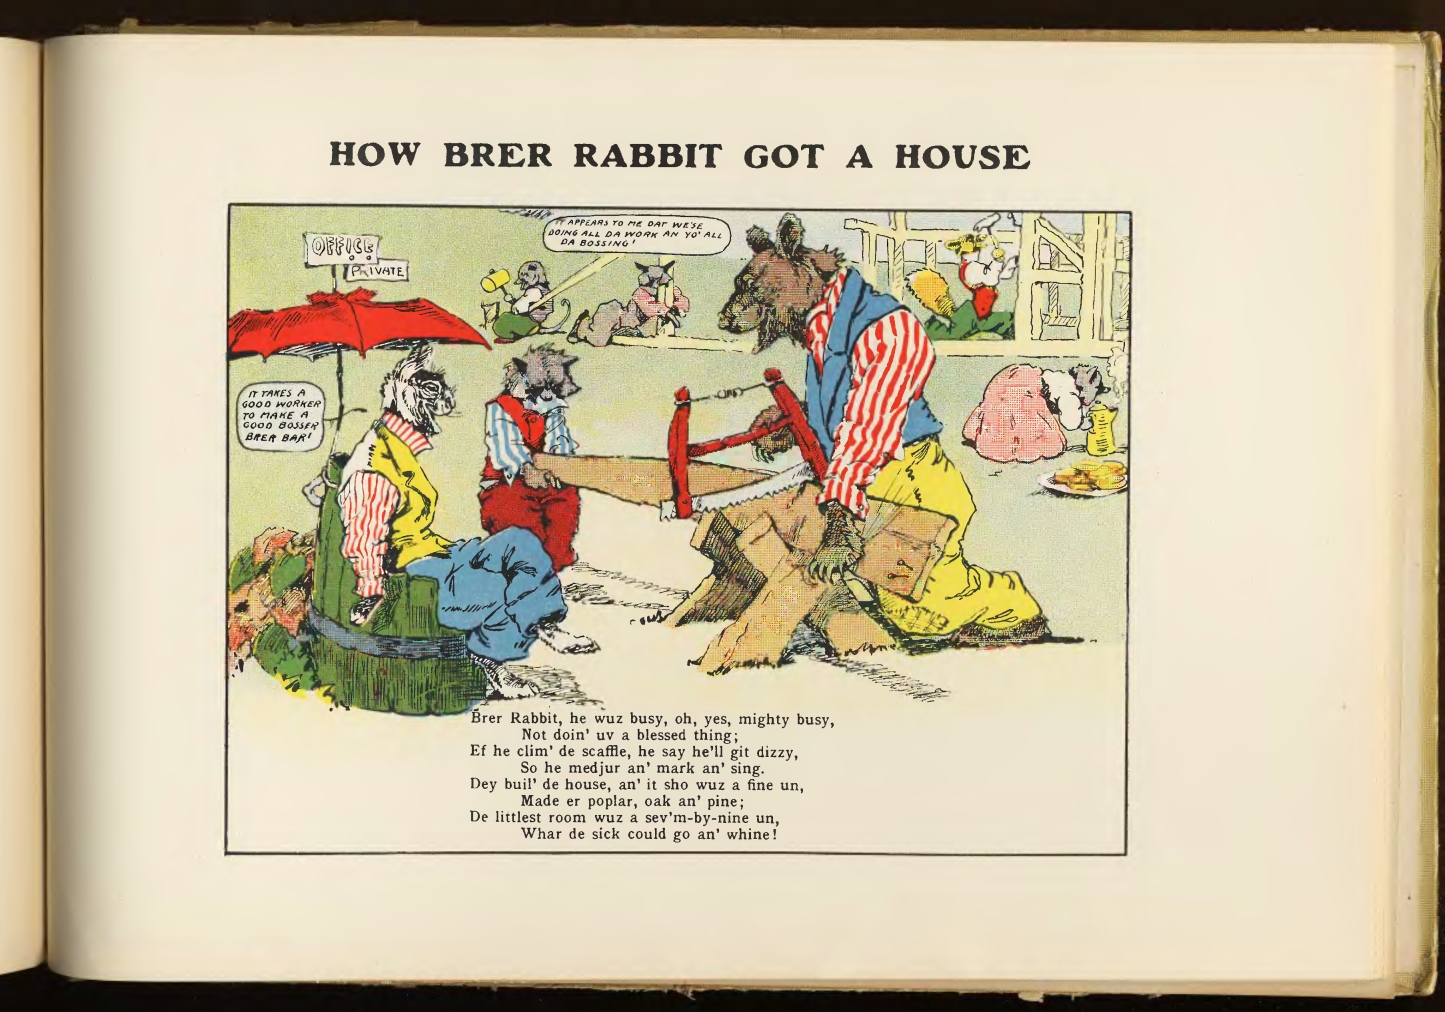 HOW BRER RABBIT GOT A HOUSE
OFFICE
PRIVATE
IT APPEARS TO ME DAT WE'SE
DOING ALL DA WORK AN YO' ALL
DA BOSSING!
IT TAKES A
GOOD WORKER
TO MAKE A
GOOD BOSSER
BRER BAR!
Brer Rabbit, he wuz busy, oh, yes, mighty busy,
Not doin' uv a blessed thing;
Ef he clim' de scaffle, he say he'll git dizzy,
So he medjur an' mark an' sing.
Dey buil' de house, an' it sho wuz a fine un,
Made er poplar, oak an' pine;
De littlest room wuz a sev'm-by-nine un,
Whar de sick could go an' whine!